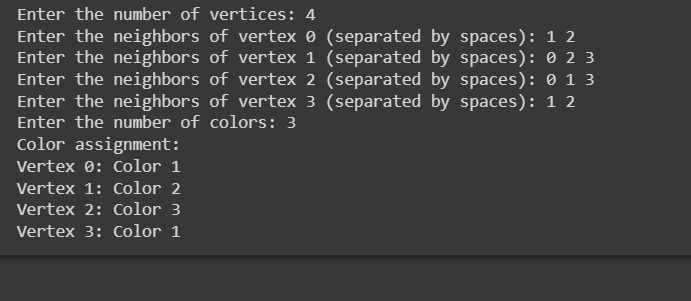 Enter the number of vertices: 4
Enter the neighbors of vertex 0 (separated by spaces): 1 2
Enter the neighbors of vertex 1 (separated by spaces): 0 2 3
Enter the neighbors of vertex 2 (separated by spaces): 0 1 3
Enter the neighbors of vertex 3 (separated by spaces): 1 2
Enter the number of colors: 3
Color assignment:
Vertex 0: Color 1
Vertex 1: Color 2
Vertex 2: Color 3
Vertex 3: Color 1